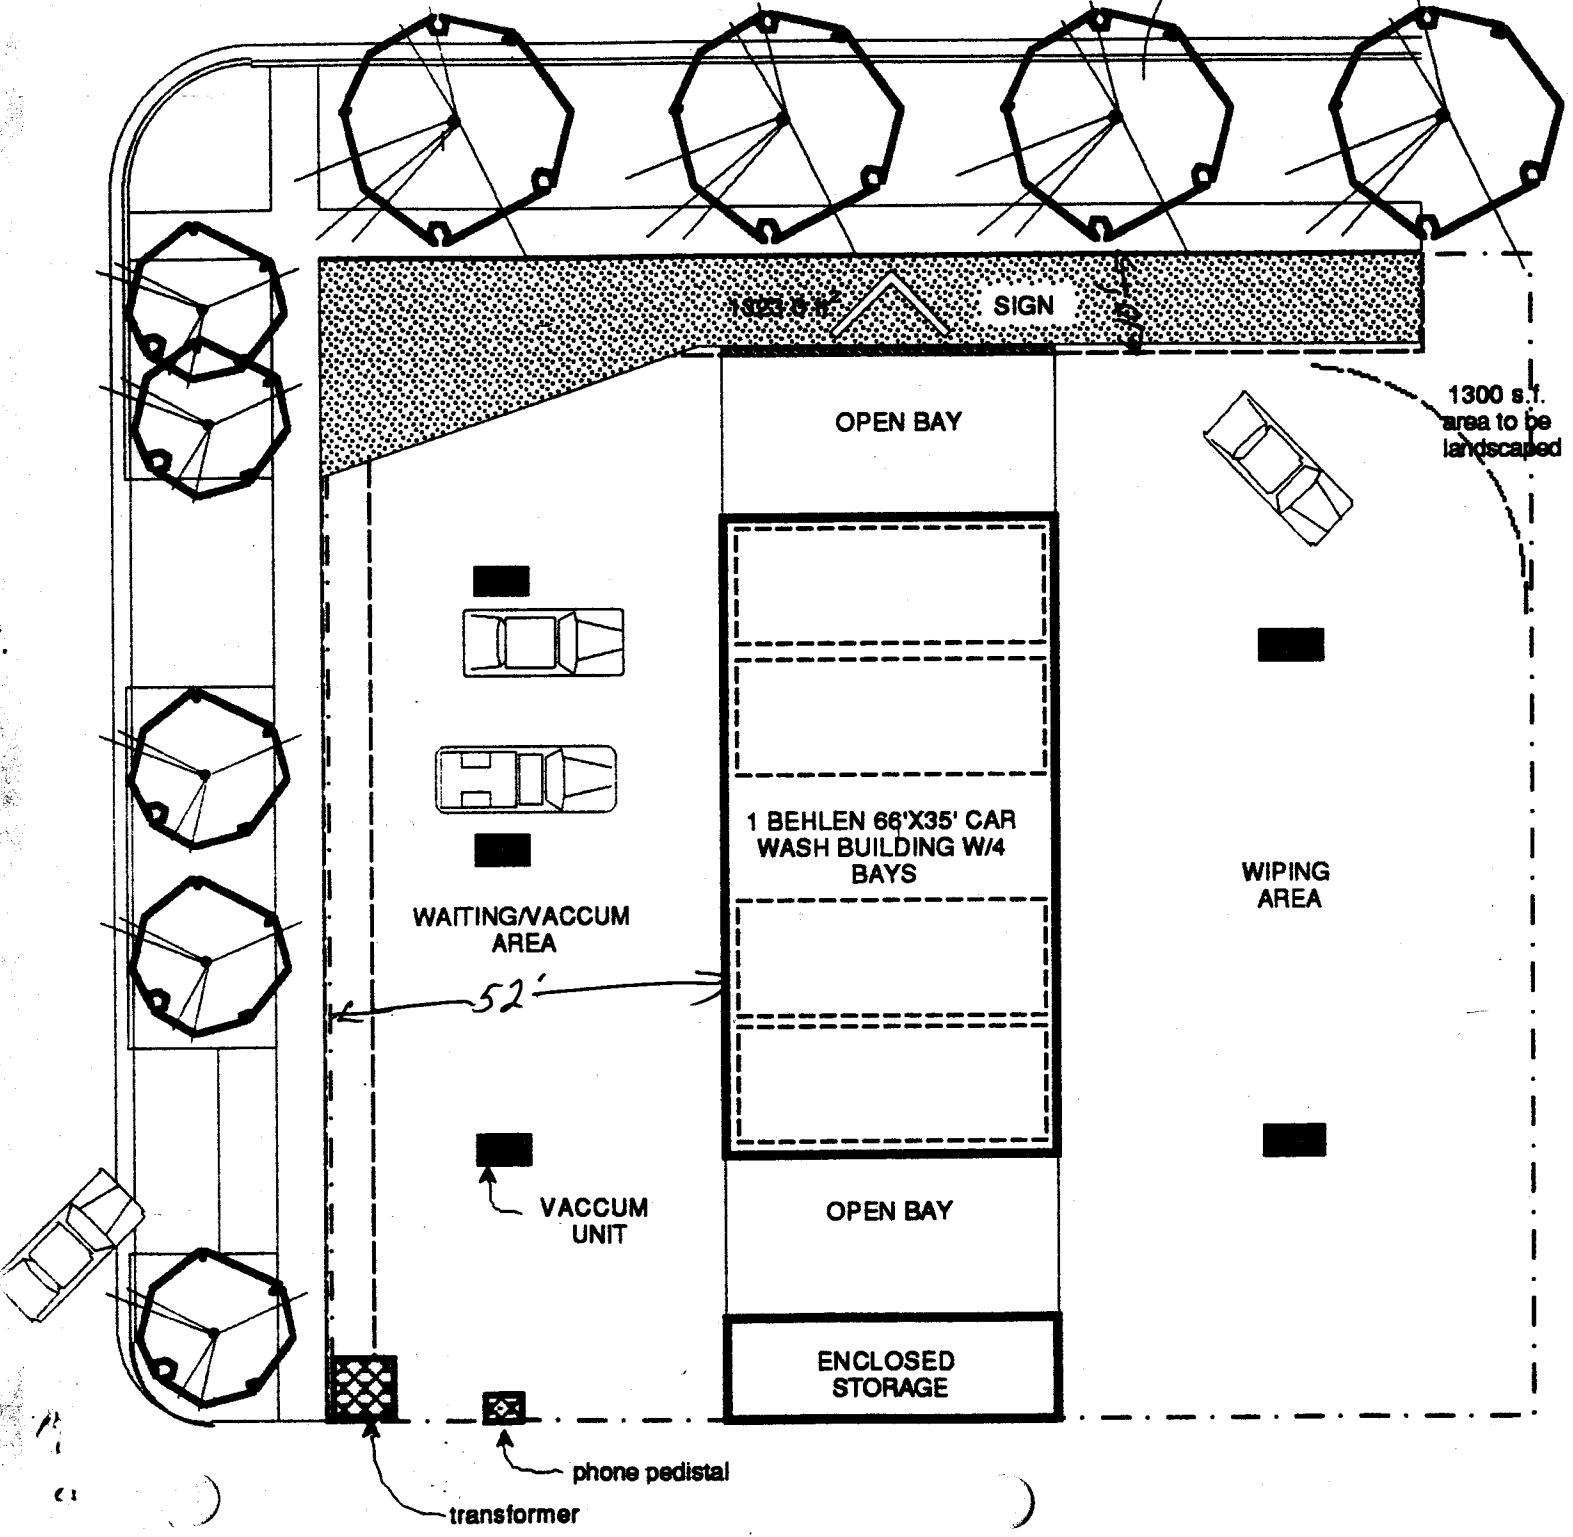 SIGN
OPEN BAY
1300 s.f.
area to be
landscaped
1 BEHLEN 66'X35' CAR
WASH BUILDING W/4
BAYS
WIPING
AREA
WAITING/VACCUM
AREA
52'
VACCUM
UNIT
OPEN BAY
ENCLOSED
STORAGE
phone pedistal
transformer